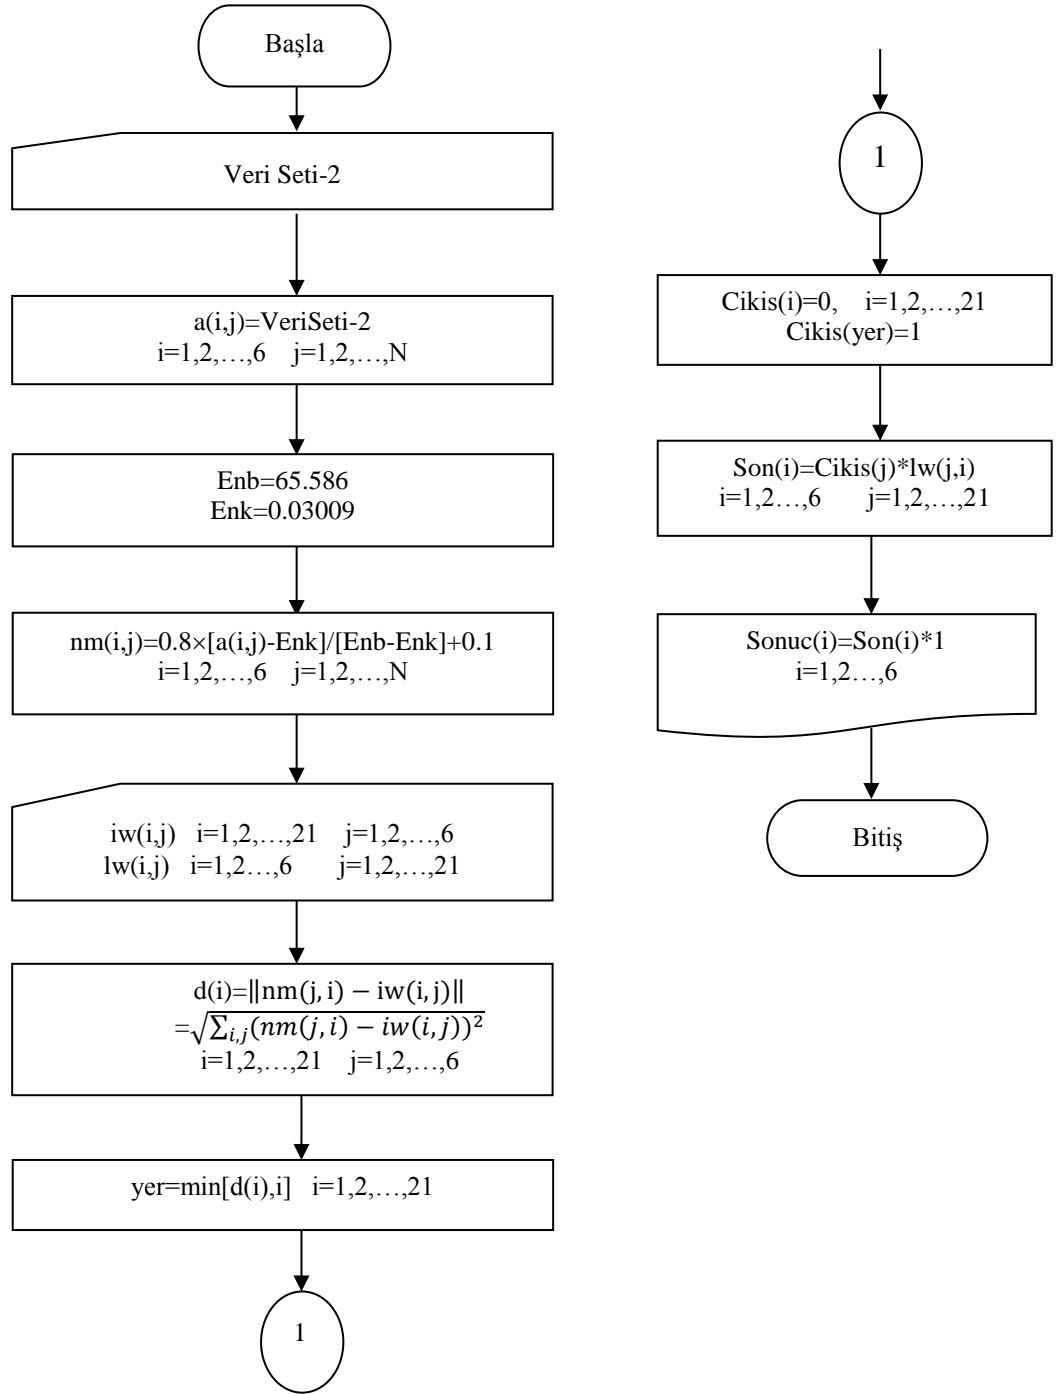 Başla
Veri Seti-2
a(i,j)=VeriSeti-2
i=1,2,…,6 j=1,2,…,N
Enb=65.586
Enk=0.03009
nm(i,j)=0.8×[a(i,j)-Enk]/[Enb-Enk]+0.1
i=1,2,…,6 j=1,2,…,N
iw(i,j) i=1,2,…,21 j=1,2,…,6
lw(i,j) i=1,2…,6 j=1,2,…,21
d(i)=‖nm(j, i) − iw(i, j)‖
=√∑i,j(nm(j, i) − iw(i, j))²
i=1,2,…,21 j=1,2,…,6
yer=min[d(i),i] i=1,2,…,21
1
1
Cikis(i)=0, i=1,2,…,21
Cikis(yer)=1
Son(i)=Cikis(j)*lw(j,i)
i=1,2…,6 j=1,2,…,21
Sonuc(i)=Son(i)*1
i=1,2…,6
Bitiş